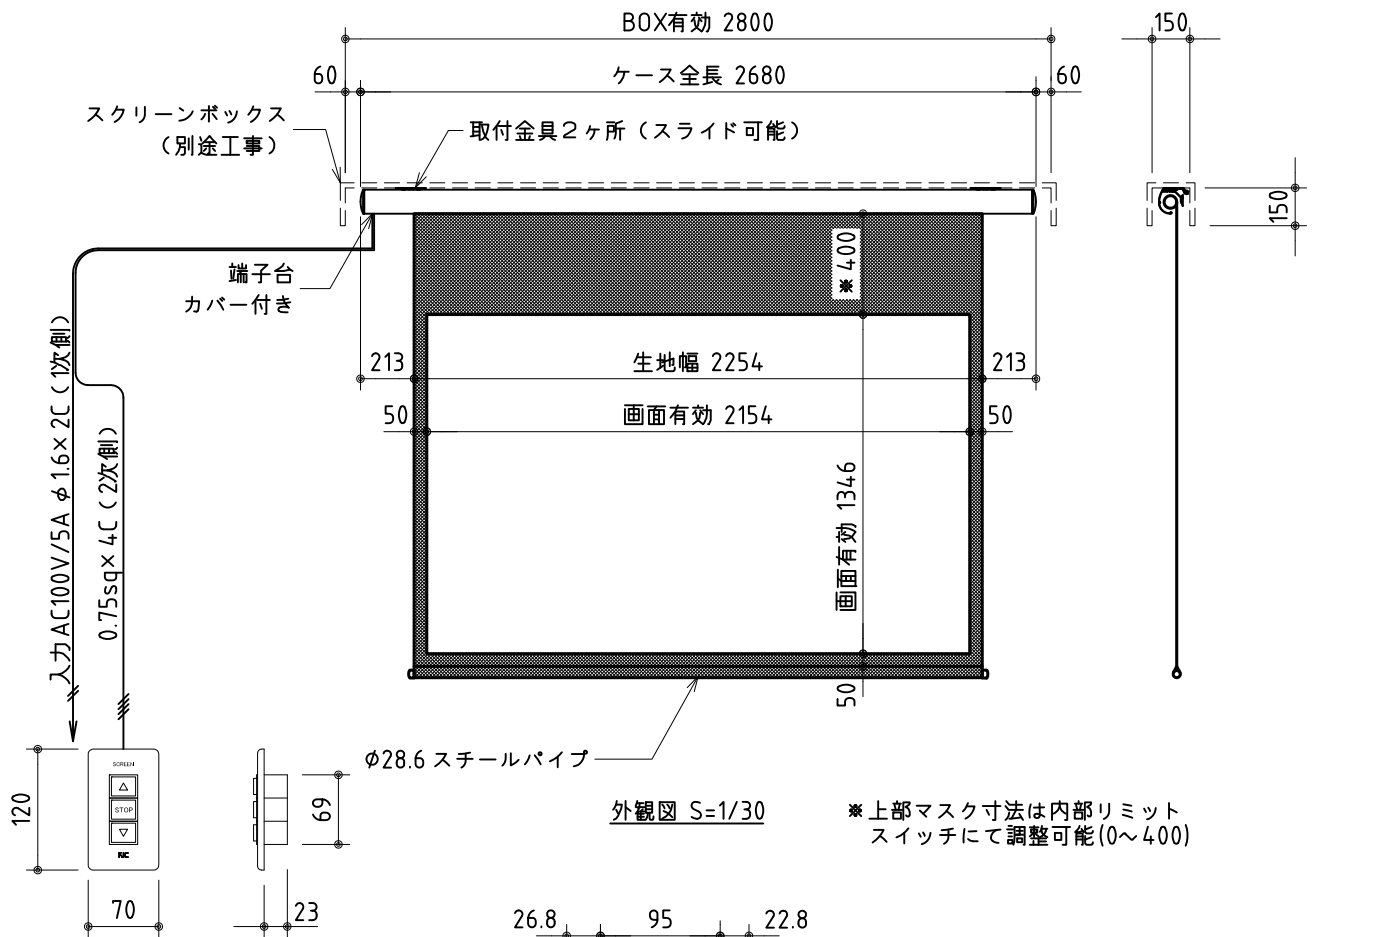 BOX有効 2800
150
60
ケース全長 2680
60
スクリーンボックス
（別途工事）
取付金具2ヶ所（スライド可能）
150
※ 400
端子台
カバー付き
213
生地幅 2254
213
50
画面有効 2154
50
入力AC100V/5A φ1.6×2C（1次側）
0.75sq×4C（2次側）
画面有効 1346
50
φ28.6 スチールパイプ
SCREEN
△
STOP
▽
120
69
外観図 S=1/30
※上部マスク寸法は内部リミット
スイッチにて調整可能(0～400)
70
23
26.8
95
22.8